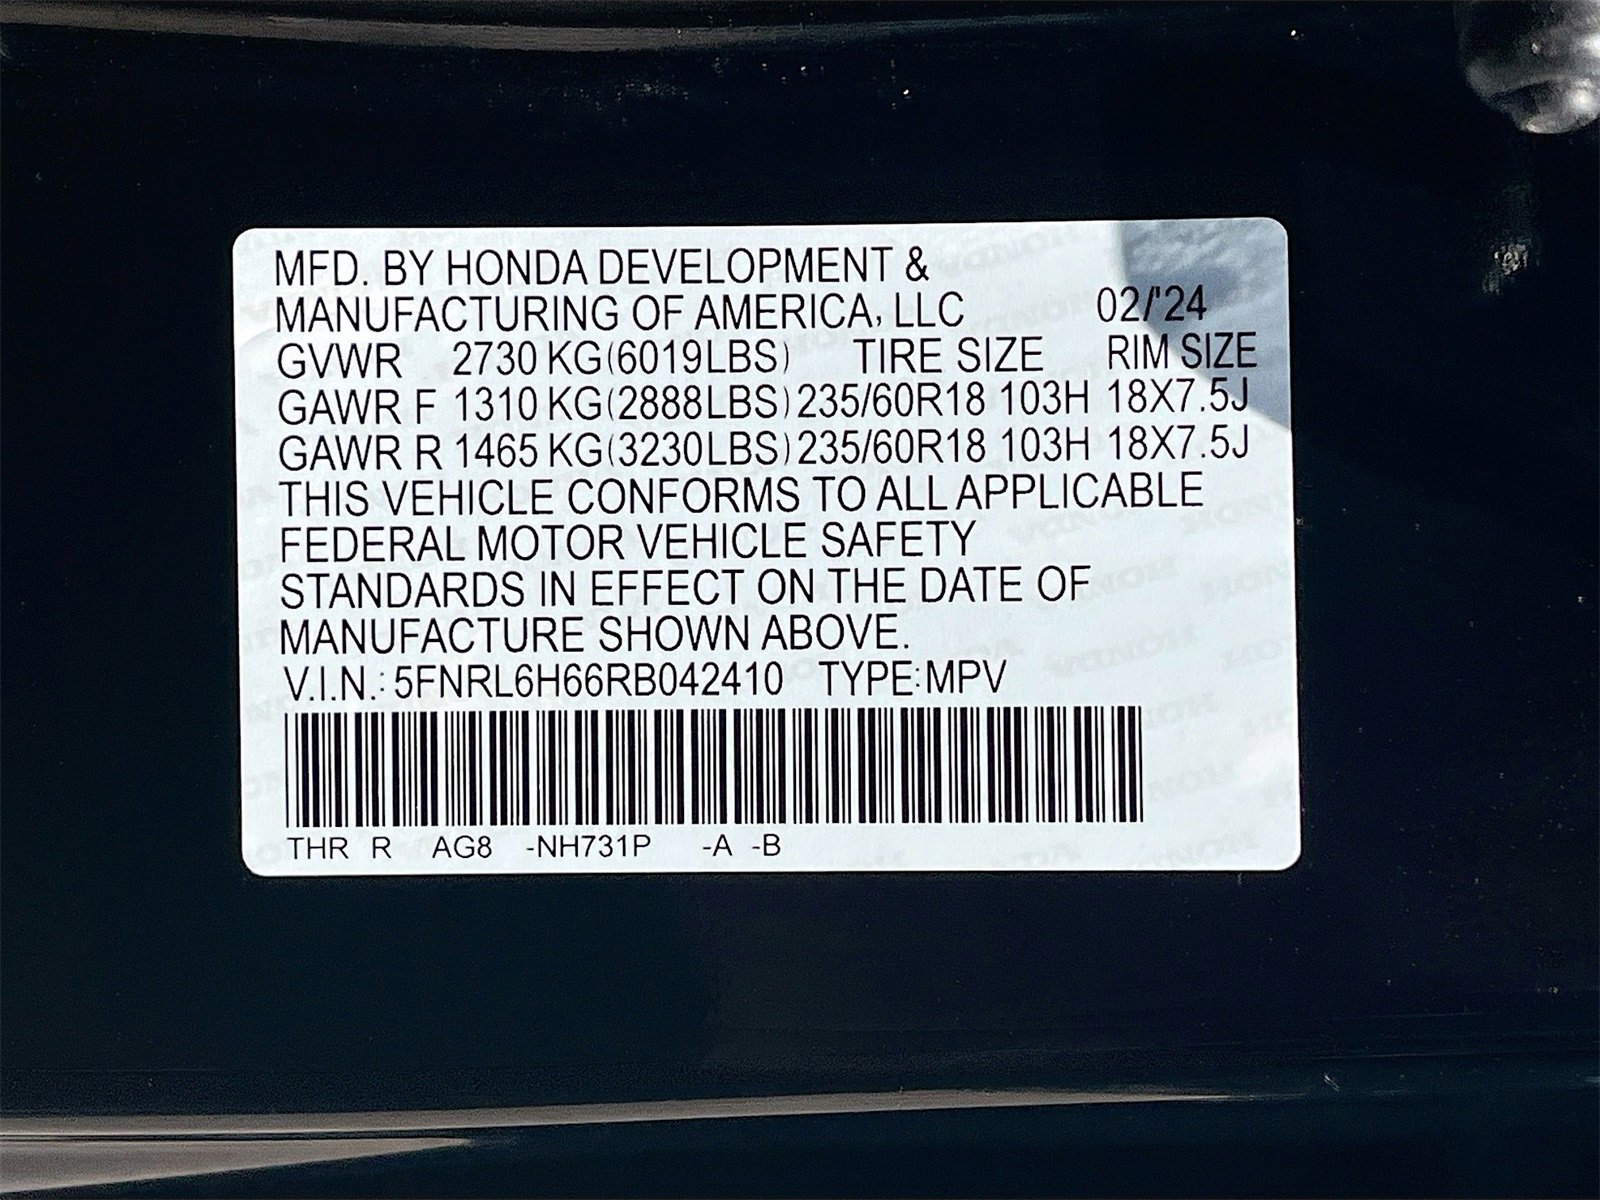 MFD. BY HONDA DEVELOPMENT &
MANUFACTURING OF AMERICA, LLC 02/'24
GVWR 2730 KG(6019LBS) TIRE SIZE RIM SIZE
GAWR F 1310 KG(2888LBS) 235/60R18 103H 18X7.5J
GAWR R 1465 KG(3230LBS) 235/60R18 103H 18X7.5J
THIS VEHICLE CONFORMS TO ALL APPLICABLE
FEDERAL MOTOR VEHICLE SAFETY
STANDARDS IN EFFECT ON THE DATE OF
MANUFACTURE SHOWN ABOVE.
V.I.N.: 5FNRL6H66RB042410 TYPE:MPV
THR R AG8 -NH731P -A -B